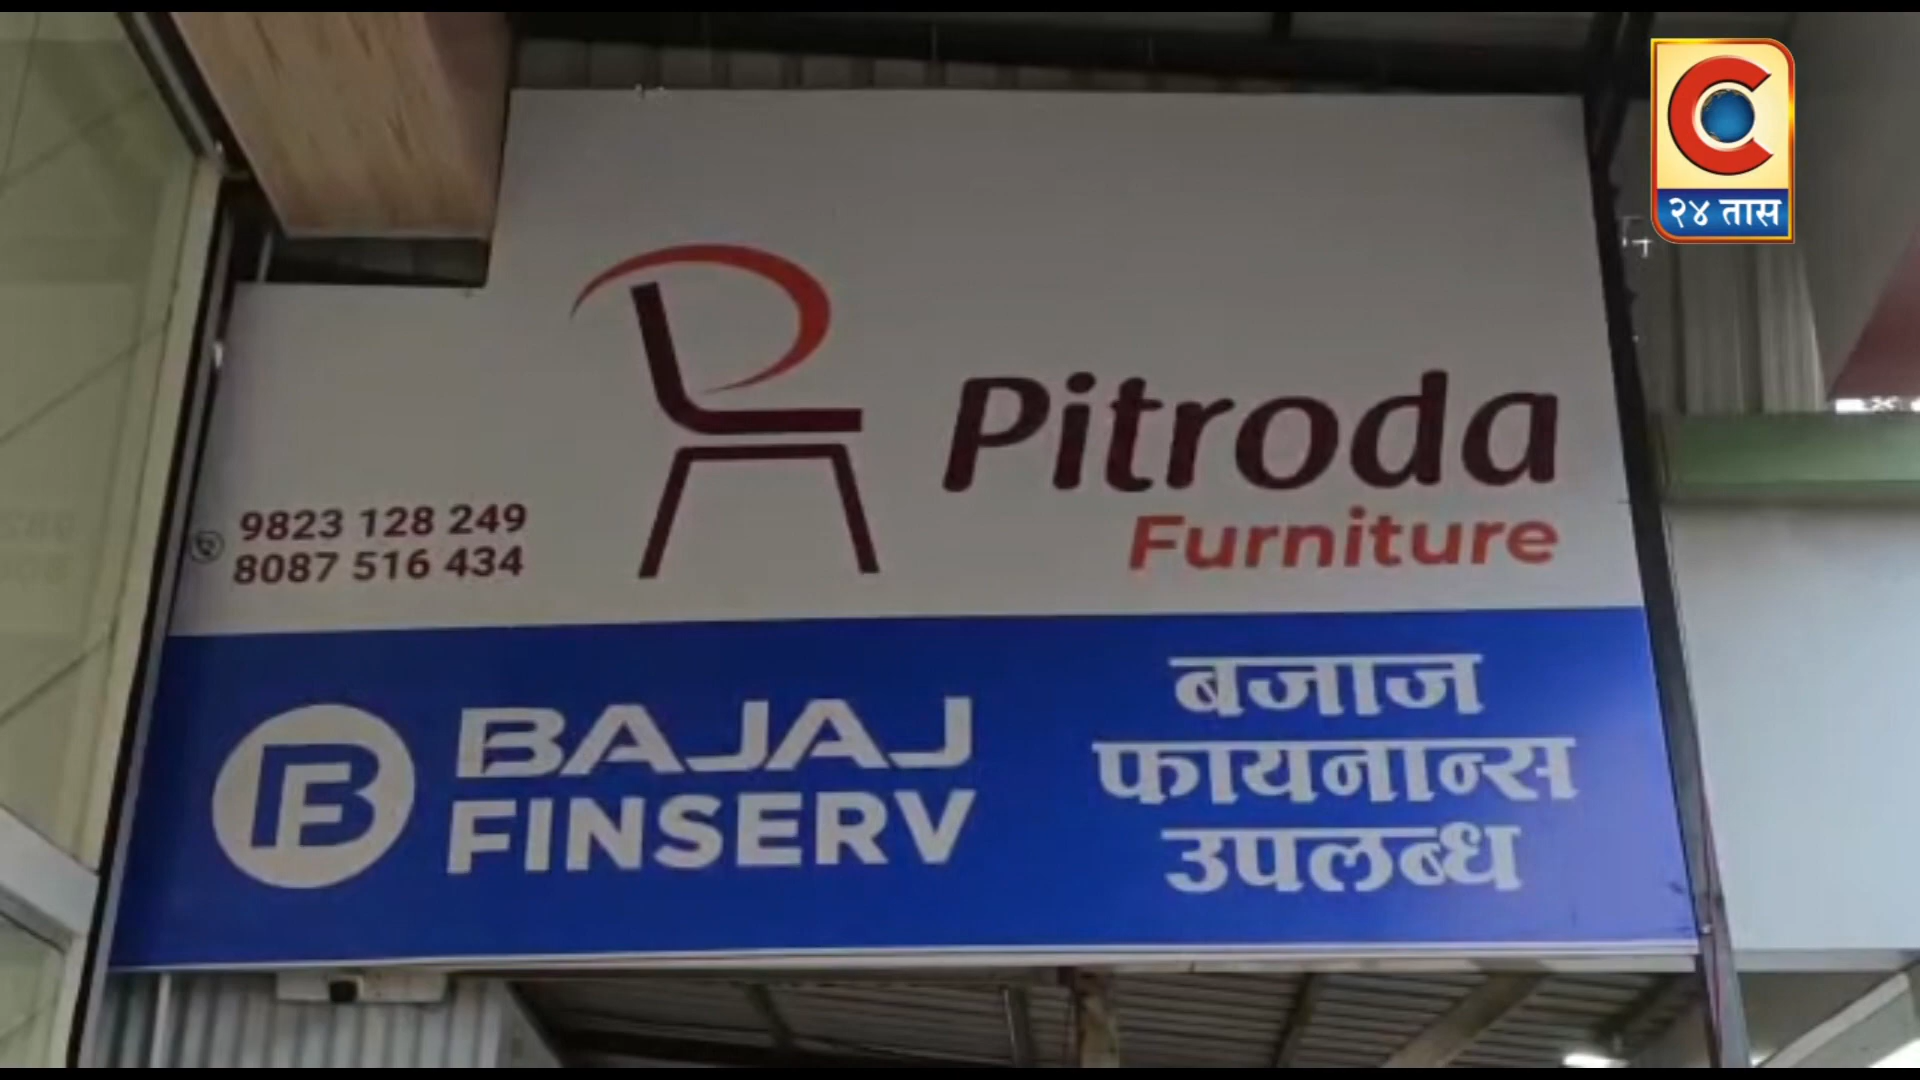 C
२४ तास
Pitroda
Furniture
9823 128 249
8087 516 434
BAJAJ
FINSERV
बजाज
फायनान्स
उपलब्ध